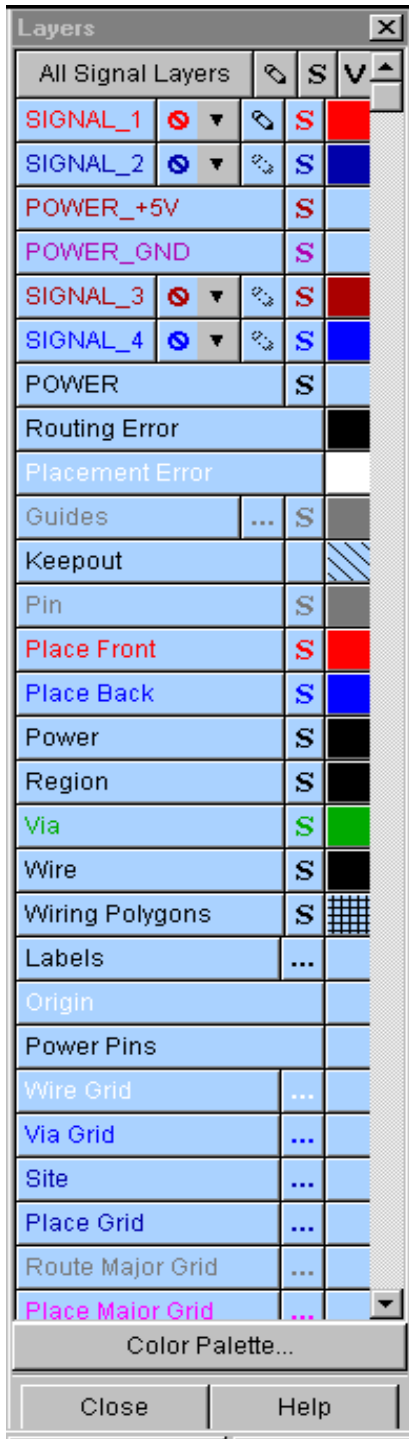 Layers
All Signal Layers S V
SIGNAL_1 S
SIGNAL_2 S
POWER_+5V S
POWER_GND S
SIGNAL_3 S
SIGNAL_4 S
POWER S
Routing Error
Placement Error
Guides ... S
Keepout
Pin S
Place Front S
Place Back S
Power S
Region S
Via S
Wire S
Wiring Polygons S
Labels ...
Origin
Power Pins
Wire Grid ...
Via Grid ...
Site ...
Place Grid ...
Route Major Grid ...
Place Major Grid ...
Color Palette...
Close Help